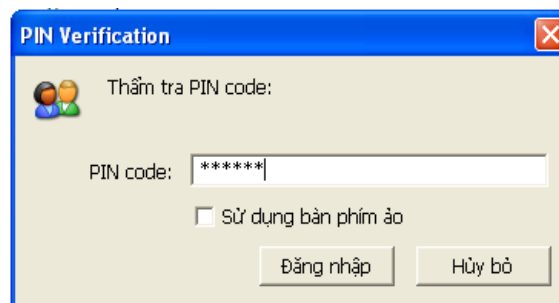 PIN Verification
Thẩm tra PIN code:
PIN code: ******
Sử dụng bàn phím ảo
Đăng nhập Hủy bỏ